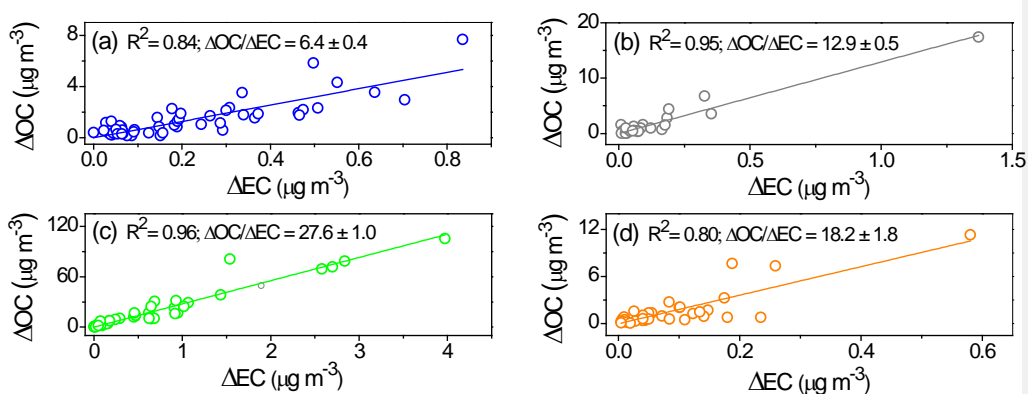 (a) R² = 0.84; ΔOC/ΔEC = 6.4 ± 0.4
ΔOC (µg m⁻³)
8
4
0
0.0 0.2 0.4 0.6 0.8
ΔEC (µg m⁻³)
(b) R² = 0.95; ΔOC/ΔEC = 12.9 ± 0.5
ΔOC (µg m⁻³)
20
10
0
0.0 0.5 1.0 1.5
ΔEC (µg m⁻³)
(c) R² = 0.96; ΔOC/ΔEC = 27.6 ± 1.0
ΔOC (µg m⁻³)
120
60
0
0 1 2 3 4
ΔEC (µg m⁻³)
(d) R² = 0.80; ΔOC/ΔEC = 18.2 ± 1.8
ΔOC (µg m⁻³)
12
6
0
0.0 0.2 0.4 0.6
ΔEC (µg m⁻³)